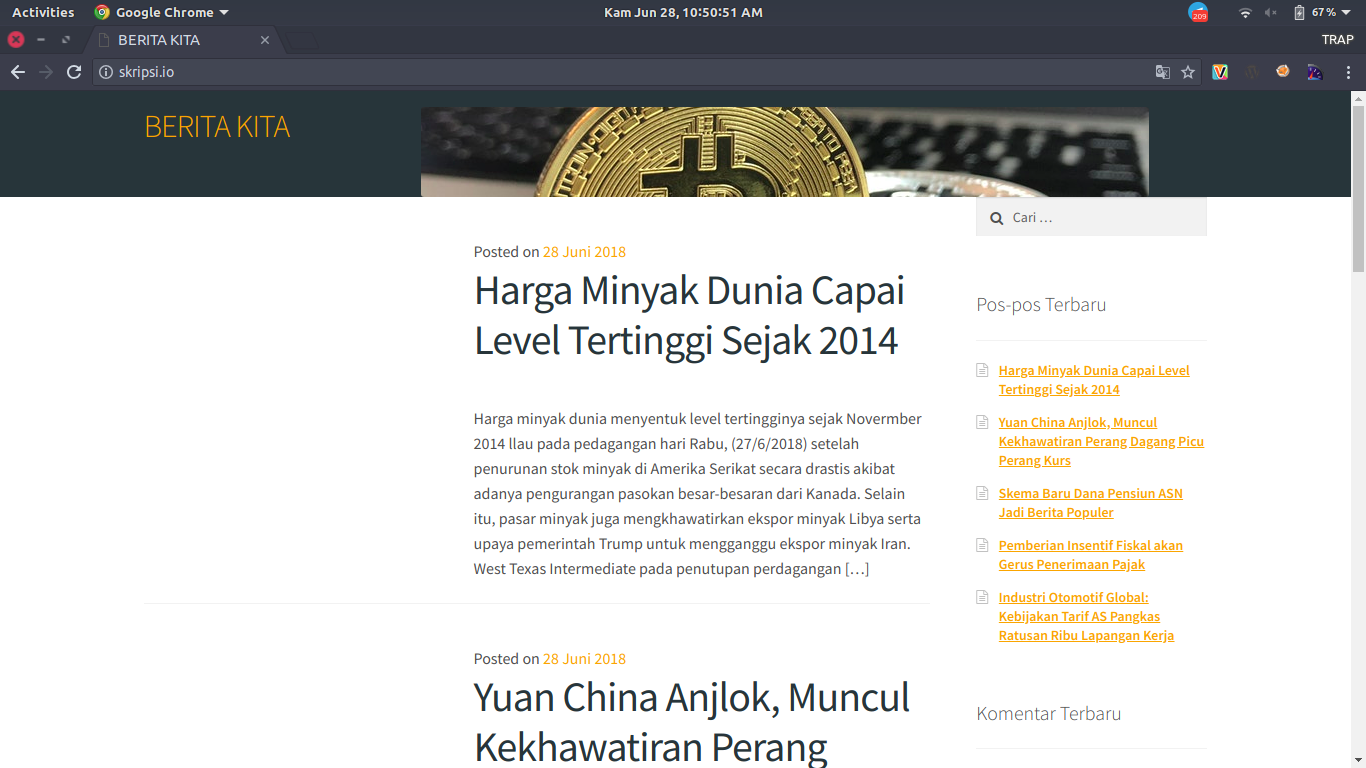 Activities
Google Chrome
Kam Jun 28, 10:50:51 AM
209
67 %
BERITA KITA
TRAP
skripsi.io
BERITA KITA
Cari …
Posted on 28 Juni 2018
Harga Minyak Dunia Capai
Level Tertinggi Sejak 2014
Harga minyak dunia menyentuk level tertingginya sejak Novermber
2014 llau pada pedagangan hari Rabu, (27/6/2018) setelah
penurunan stok minyak di Amerika Serikat secara drastis akibat
adanya pengurangan pasokan besar-besaran dari Kanada. Selain
itu, pasar minyak juga mengkhawatirkan ekspor minyak Libya serta
upaya pemerintah Trump untuk mengganggu ekspor minyak Iran.
West Texas Intermediate pada penutupan perdagangan […]
Posted on 28 Juni 2018
Yuan China Anjlok, Muncul
Kekhawatiran Perang
Pos-pos Terbaru
Harga Minyak Dunia Capai Level
Tertinggi Sejak 2014
Yuan China Anjlok, Muncul
Kekhawatiran Perang Dagang Picu
Perang Kurs
Skema Baru Dana Pensiun ASN
Jadi Berita Populer
Pemberian Insentif Fiskal akan
Gerus Penerimaan Pajak
Industri Otomotif Global:
Kebijakan Tarif AS Pangkas
Ratusan Ribu Lapangan Kerja
Komentar Terbaru